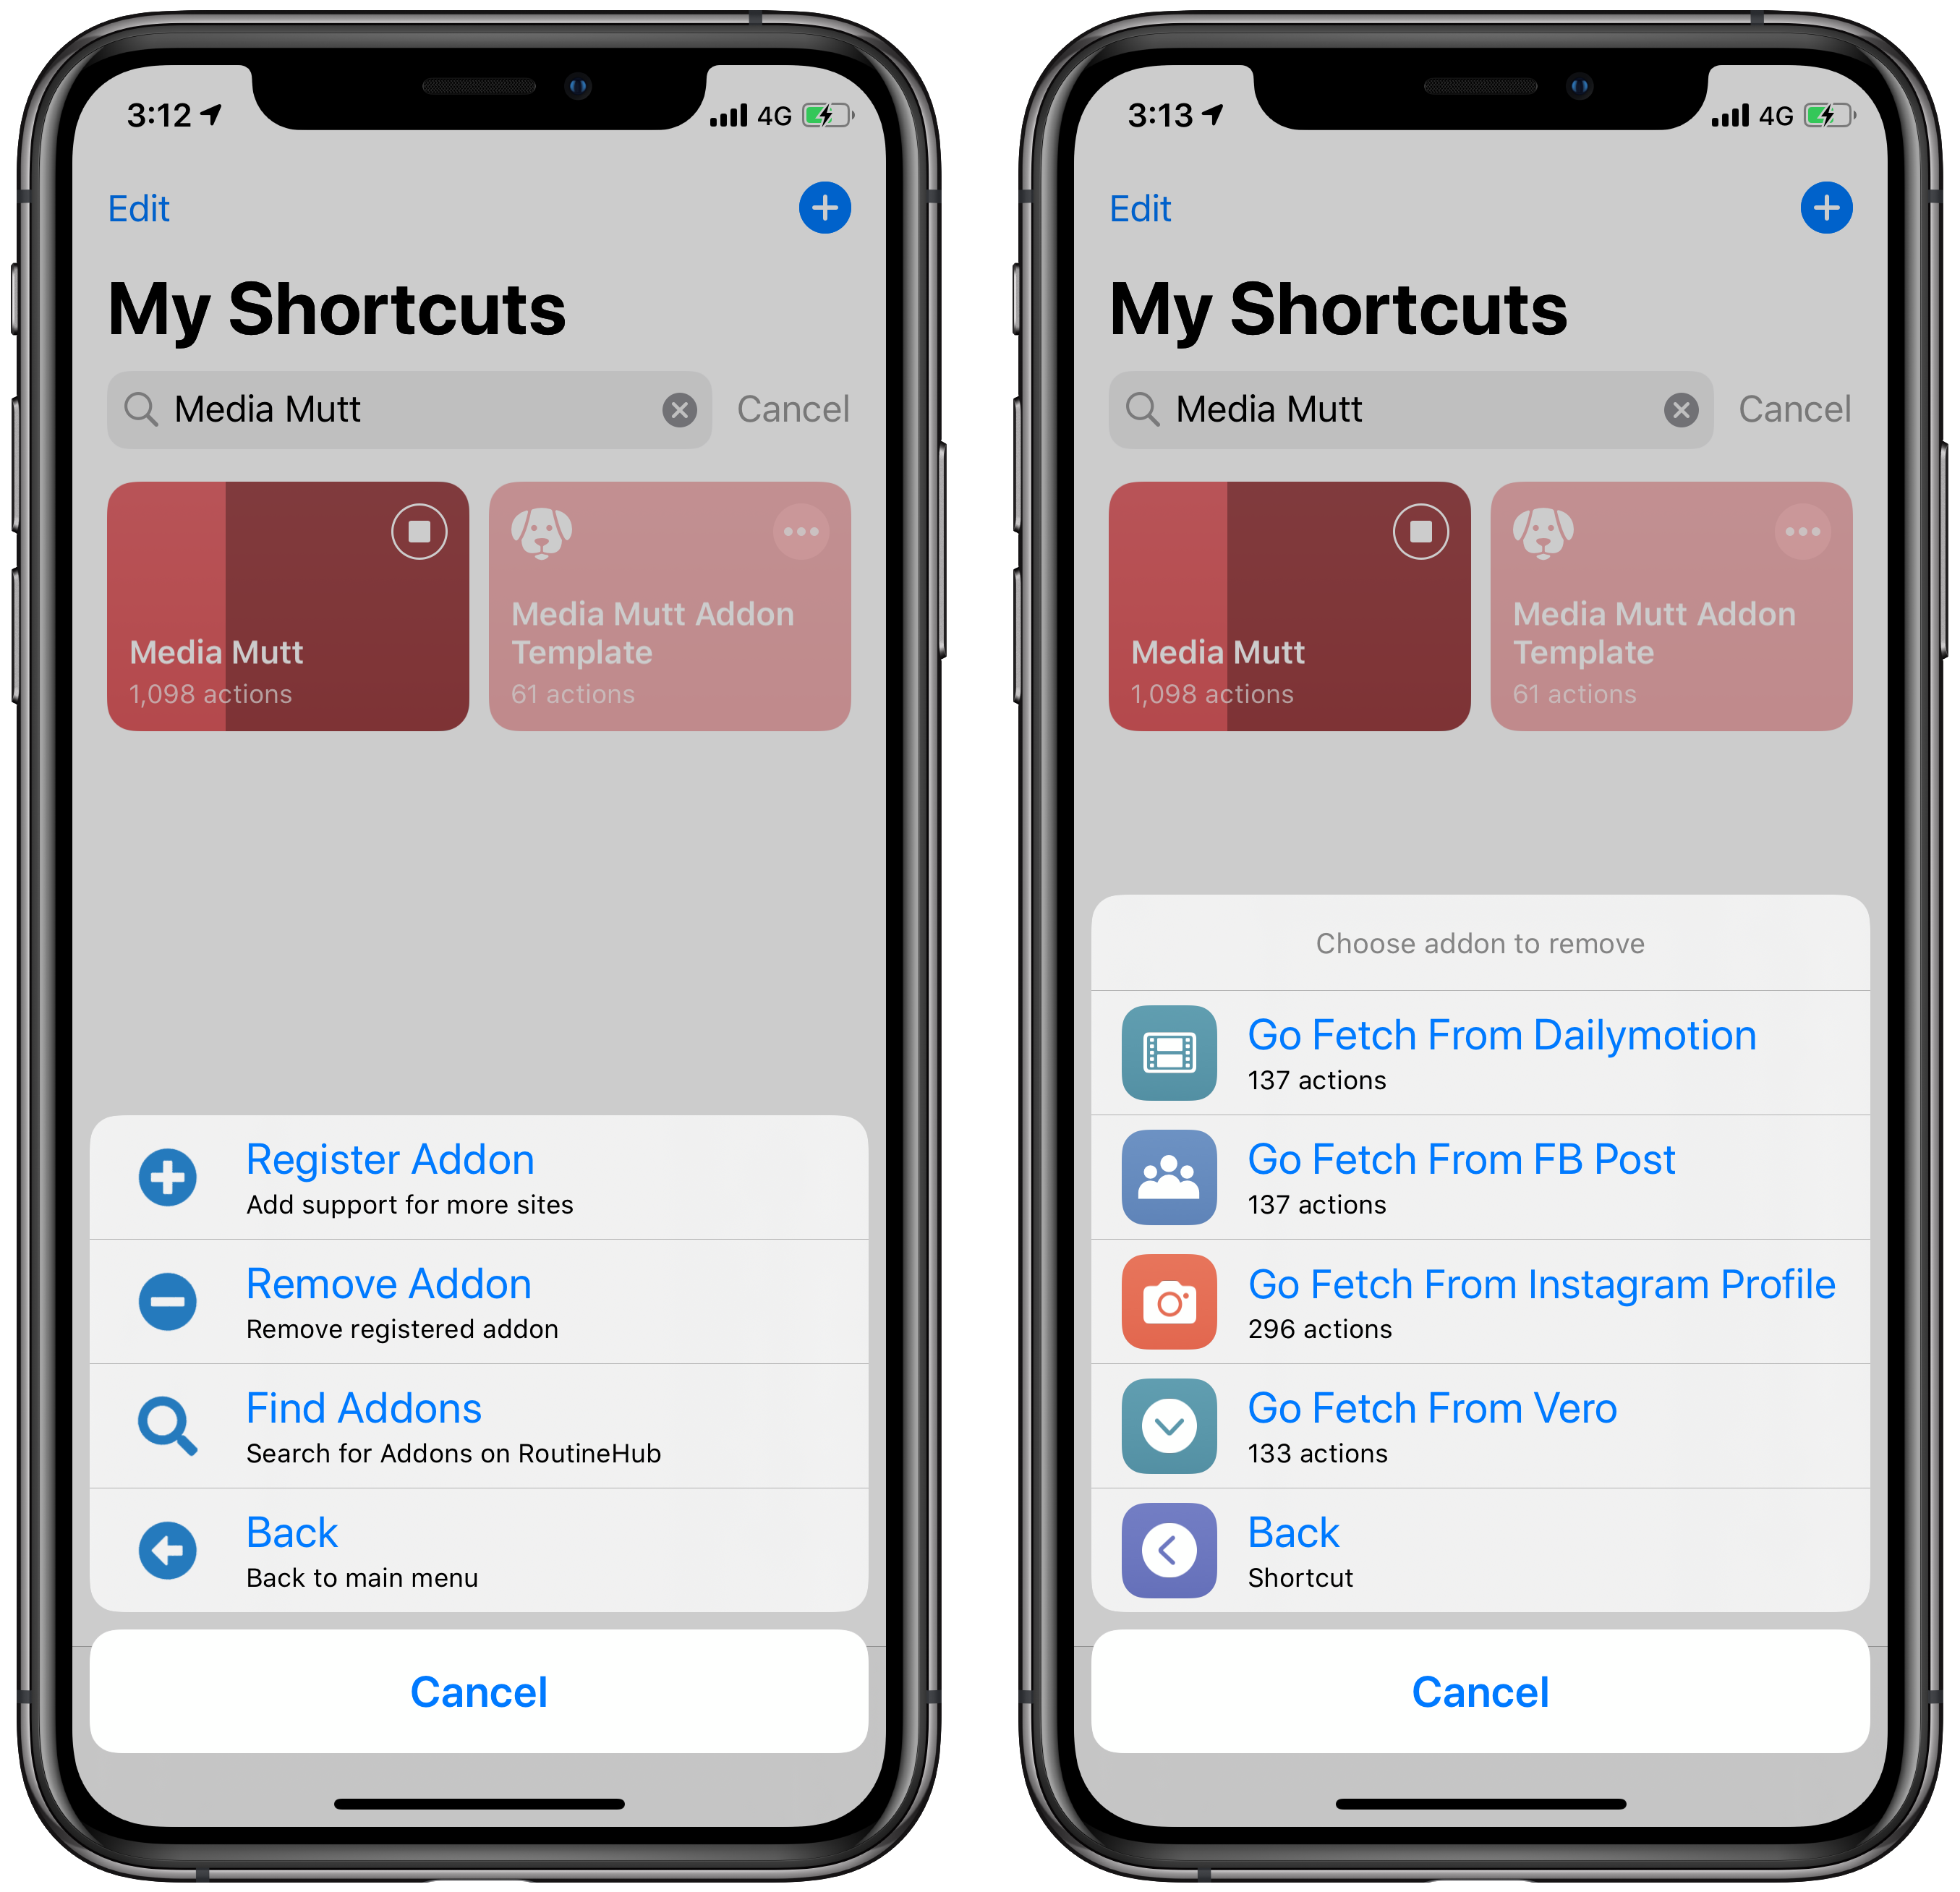 3:12
4G
Edit
My Shortcuts
Media Mutt
Cancel
Media Mutt
1,098 actions
Media Mutt Addon
Template
61 actions
Register Addon
Add support for more sites
Remove Addon
Remove registered addon
Find Addons
Search for Addons on RoutineHub
Back
Back to main menu
Cancel
3:13
4G
Edit
My Shortcuts
Media Mutt
Cancel
Media Mutt
1,098 actions
Media Mutt Addon
Template
61 actions
Choose addon to remove
Go Fetch From Dailymotion
137 actions
Go Fetch From FB Post
137 actions
Go Fetch From Instagram Profile
296 actions
Go Fetch From Vero
133 actions
Back
Shortcut
Cancel